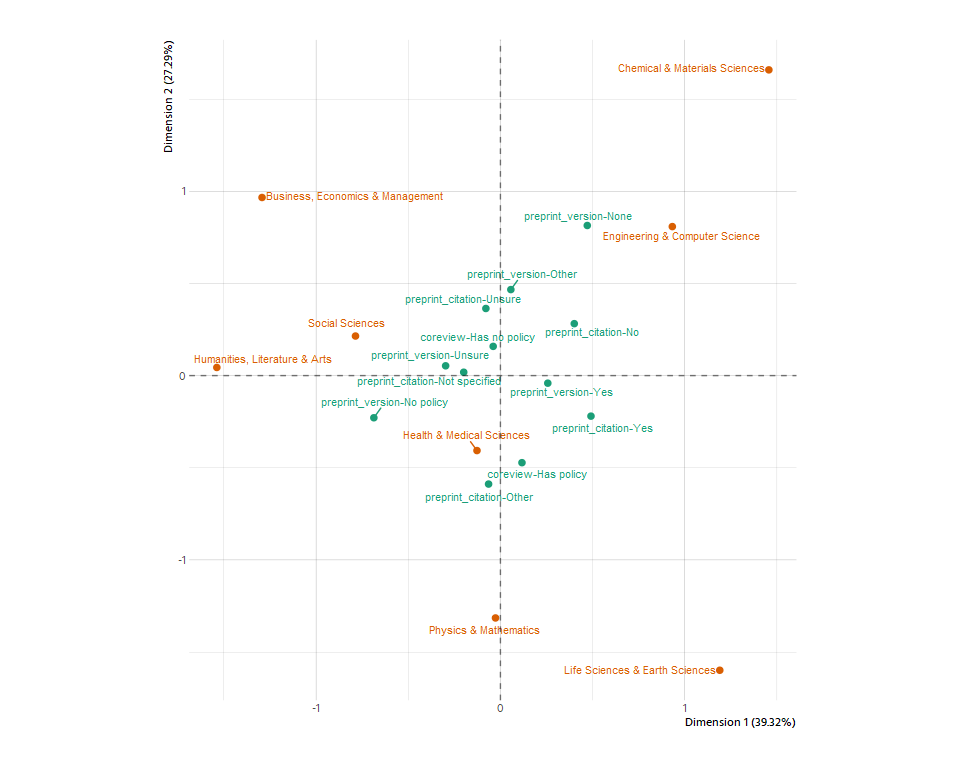 Dimension 2 (27.29%)
Chemical & Materials Sciences
1
Business, Economics & Management
preprint_version-None
Engineering & Computer Science
preprint_version-Other
preprint_citation-Unsure
Social Sciences
preprint_citation-No
coreview-Has no policy
preprint_version-Unsure
Humanities, Literature & Arts
0
preprint_citation-Not specified
preprint_version-Yes
preprint_version-No policy
preprint_citation-Yes
Health & Medical Sciences
coreview-Has policy
preprint_citation-Other
-1
Physics & Mathematics
Life Sciences & Earth Sciences
-1
0
1
Dimension 1 (39.32%)